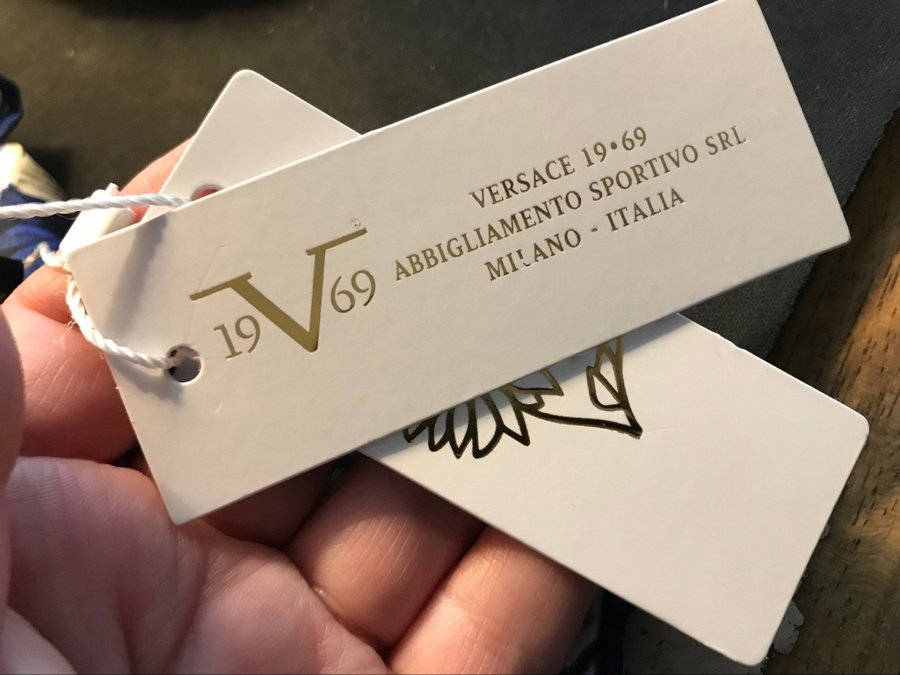 19V69
®
VERSACE 19•69
ABBIGLIAMENTO SPORTIVO SRL
MILANO - ITALIA